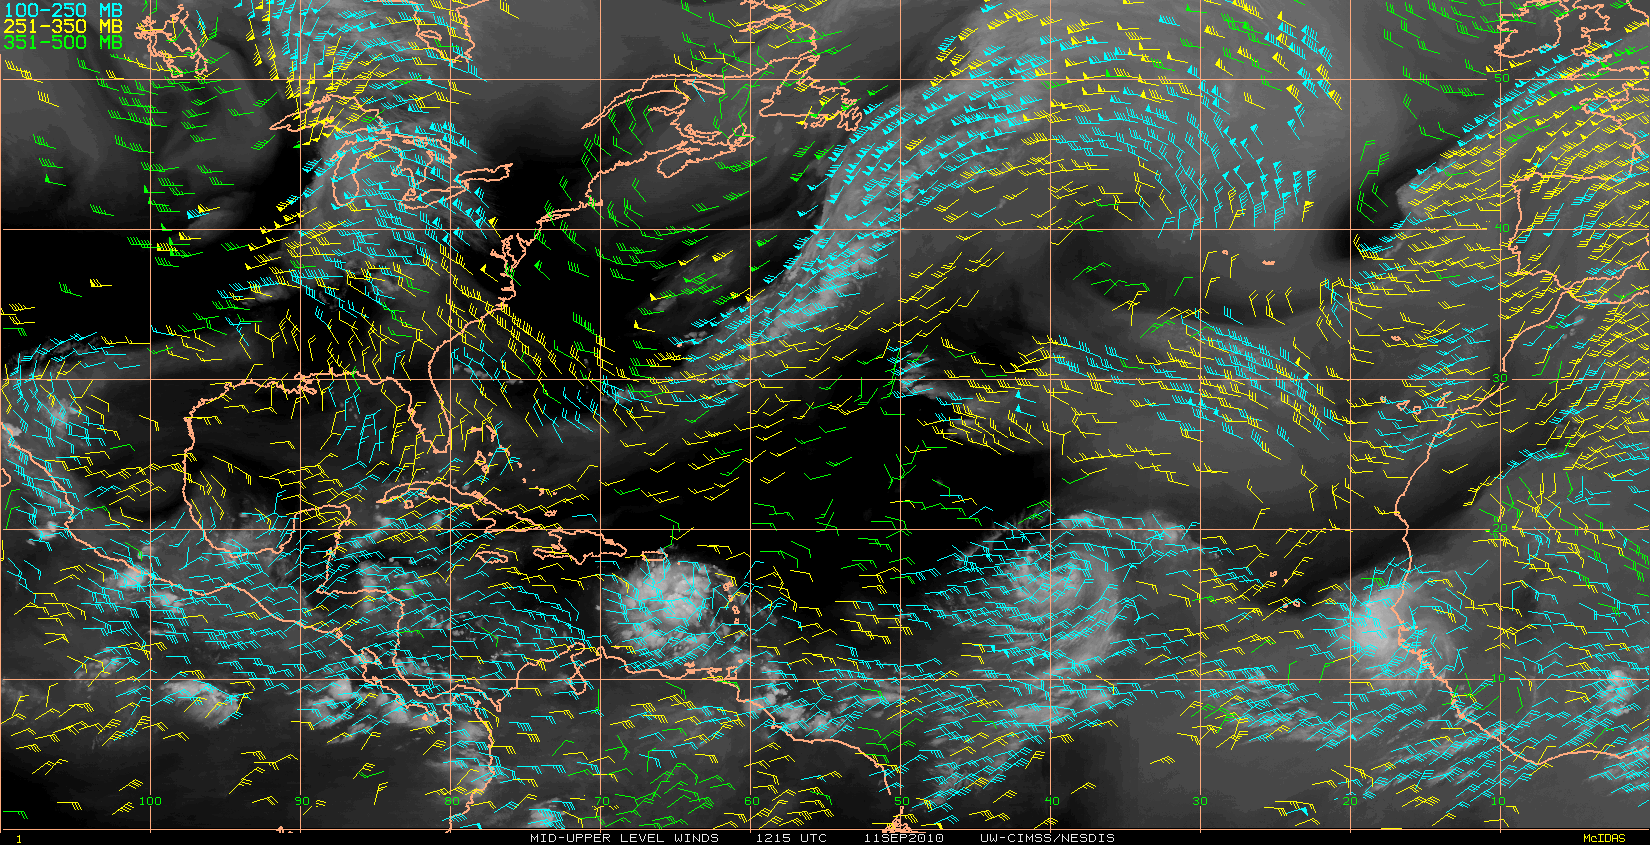 100-250 MB
251-350 MB
351-500 MB
50
40
30
20
10
100 90 80 70 60 50 40 30 20 10
1 MID-UPPER LEVEL WINDS 1215 UTC 11SEP2010 UW-CIMSS/NESDIS McIDAS